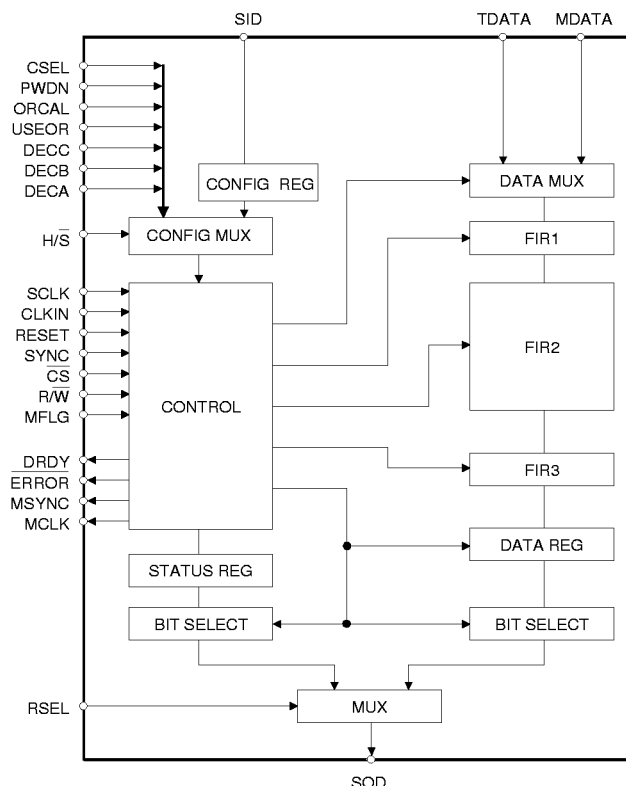 SID
TDATA MDATA
CSEL
PWDN
ORCAL
USEOR
DECC
DECB
DECA
CONFIG REG
DATA MUX
H/S̅
CONFIG MUX
FIR1
SCLK
CLKIN
RESET
SYNC
C̅S̅
R/W̅
MFLG
CONTROL
FIR2
DRDY
E̅R̅R̅O̅R̅
MSYNC
MCLK
FIR3
STATUS REG
DATA REG
BIT SELECT
BIT SELECT
RSEL
MUX
SOD